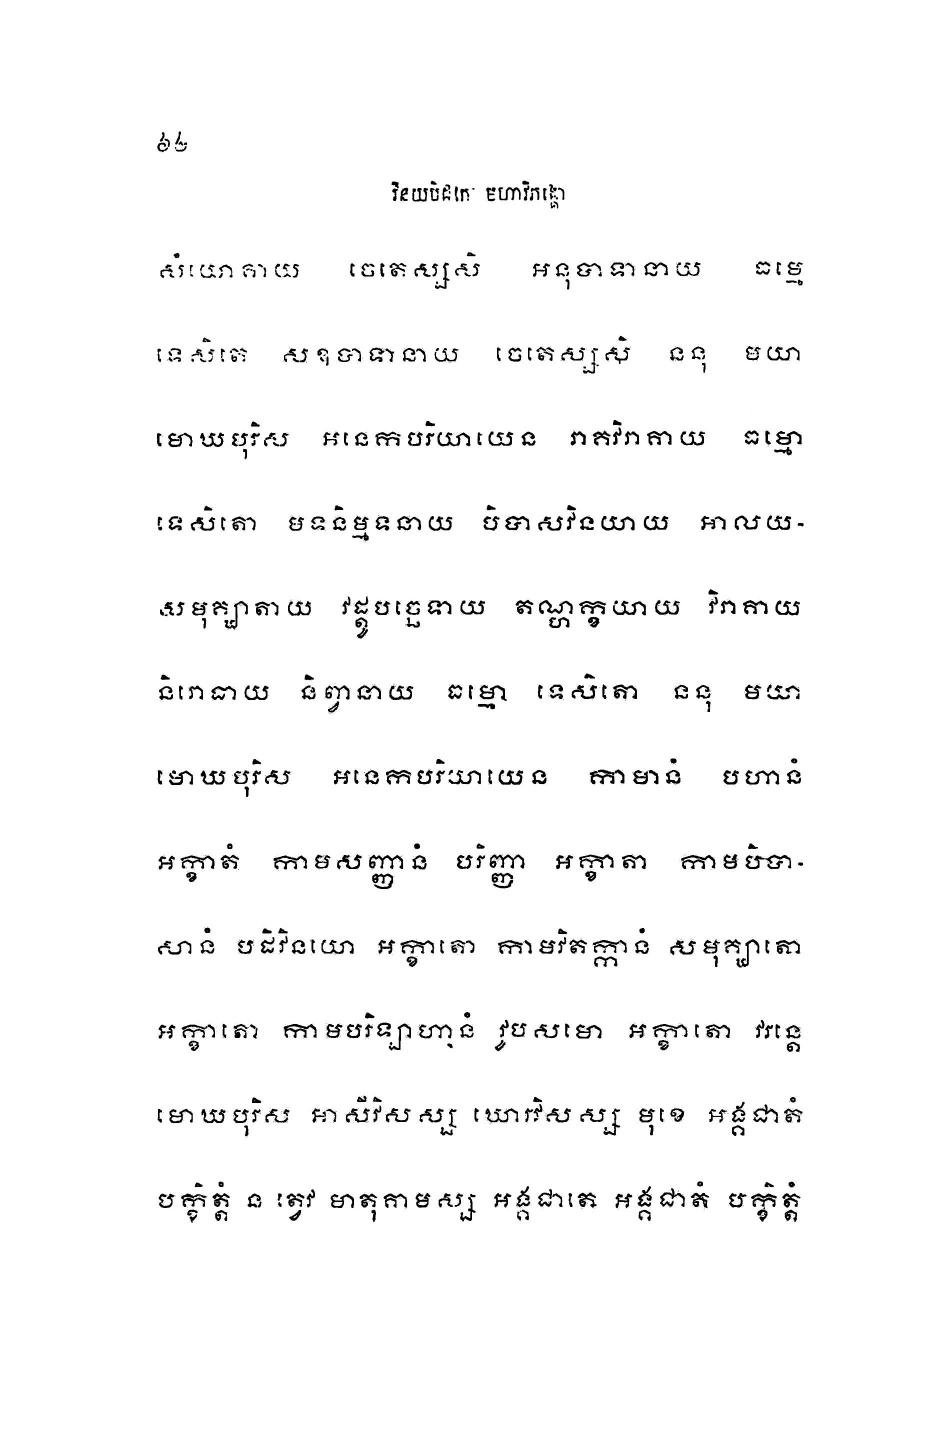 ៦៤
វិនយបិដកេ មហាវិភង្គោ
សំយោគាយ ចេតេស្សសិ អនុបាទានាយ ធម្មេ
ទេសិតេ សឧបាទានាយ ចេតេស្សសិ ននុ មយា
មោឃបុរិស អនេកបរិយាយេន រាគវិរាគាយ ធម្មោ
ទេសិតោ មទនិម្មទនាយ បិបាសវិនយាយ អាលយ-
សមុគ្ឃាតាយ វដ្តូបច្ឆេទាយ តណ្ហក្ខយាយ វិរាគាយ
និរោធាយ និព្វានាយ ធម្មោ ទេសិតោ ននុ មយា
មោឃបុរិស អនេកបរិយាយេន កាមានំ បហានំ
អក្ខាតំ កាមសញ្ញានំ បរិញ្ញា អក្ខាតា កាមបិបា-
សានំ បដិវិនយោ អក្ខាតោ កាមវិតក្កានំ សមុគ្ឃាតោ
អក្ខាតោ កាមបរិឡាហានំ វូបសមោ អក្ខាតោ វរន្តេ
មោឃបុរិស អាសីវិសស្ស ឃោរវិសស្ស មុខេ អង្គជាតំ
បក្ខិត្តំ ន ត្វេវ មាតុគាមស្ស អង្គជាតេ អង្គជាតំ បក្ខិត្តំ